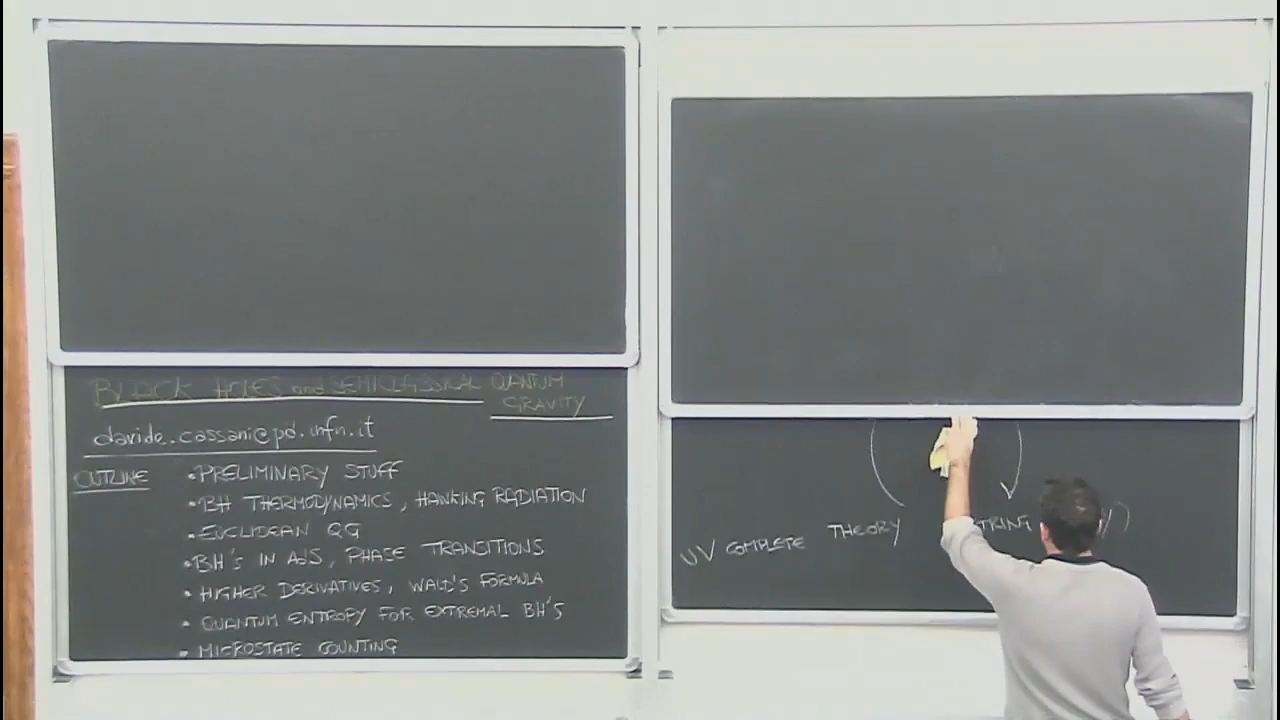 BLACK HOLES and SEMICLASSICAL QUANTUM
GRAVITY
davide.cassani@pd.infn.it
OUTLINE
• PRELIMINARY STUFF
• BH THERMODYNAMICS, HAWKING RADIATION
• EUCLIDEAN QG
• BH'S IN AdS, PHASE TRANSITIONS
• HIGHER DERIVATIVES, WALD'S FORMULA
• QUANTUM ENTROPY FOR EXTREMAL BH'S
• MICROSTATE COUNTING
UV COMPLETE THEORY STRING